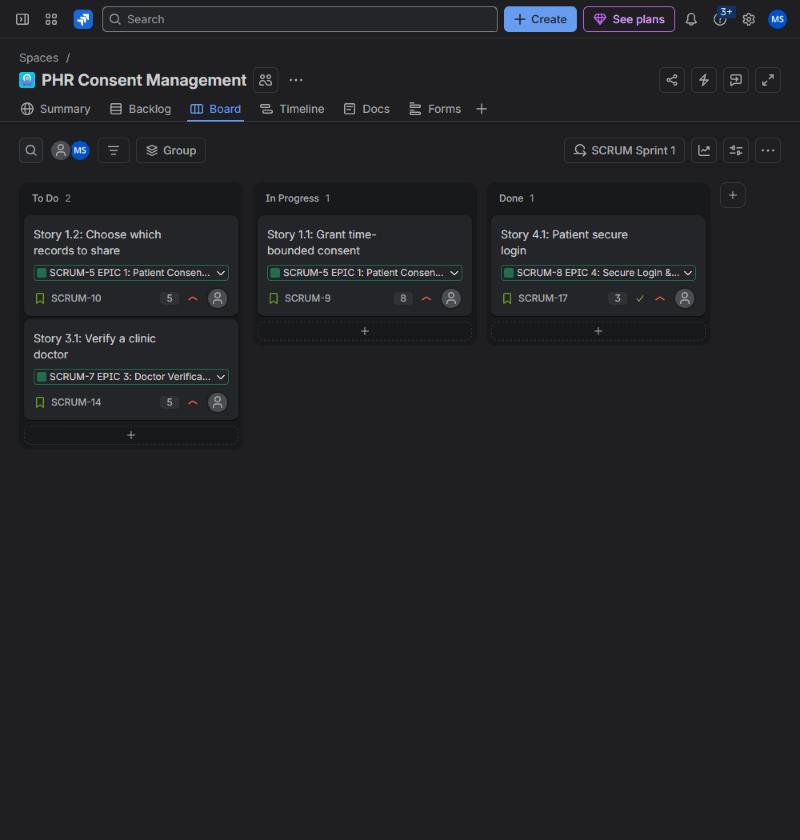 Search
Create
See plans
3+
MS
Spaces /
PHR Consent Management
Summary
Backlog
Board
Timeline
Docs
Forms
MS
Group
SCRUM Sprint 1
To Do 2
Story 1.2: Choose which
records to share
SCRUM-5 EPIC 1: Patient Consen...
SCRUM-10
5
Story 3.1: Verify a clinic
doctor
SCRUM-7 EPIC 3: Doctor Verifica...
SCRUM-14
5
In Progress 1
Story 1.1: Grant time-
bounded consent
SCRUM-5 EPIC 1: Patient Consen...
SCRUM-9
8
Done 1
Story 4.1: Patient secure
login
SCRUM-8 EPIC 4: Secure Login &...
SCRUM-17
3